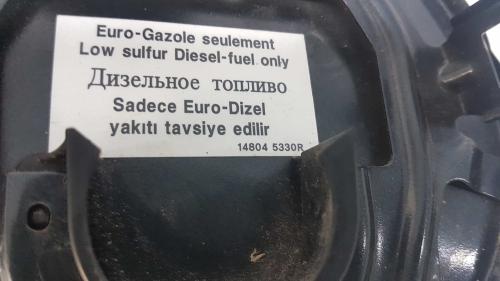 Euro-Gazole seulement
Low sulfur Diesel-fuel only
Дизельное топливо
Sadece Euro-Dizel
yakıtı tavsiye edilir
14804 5330R